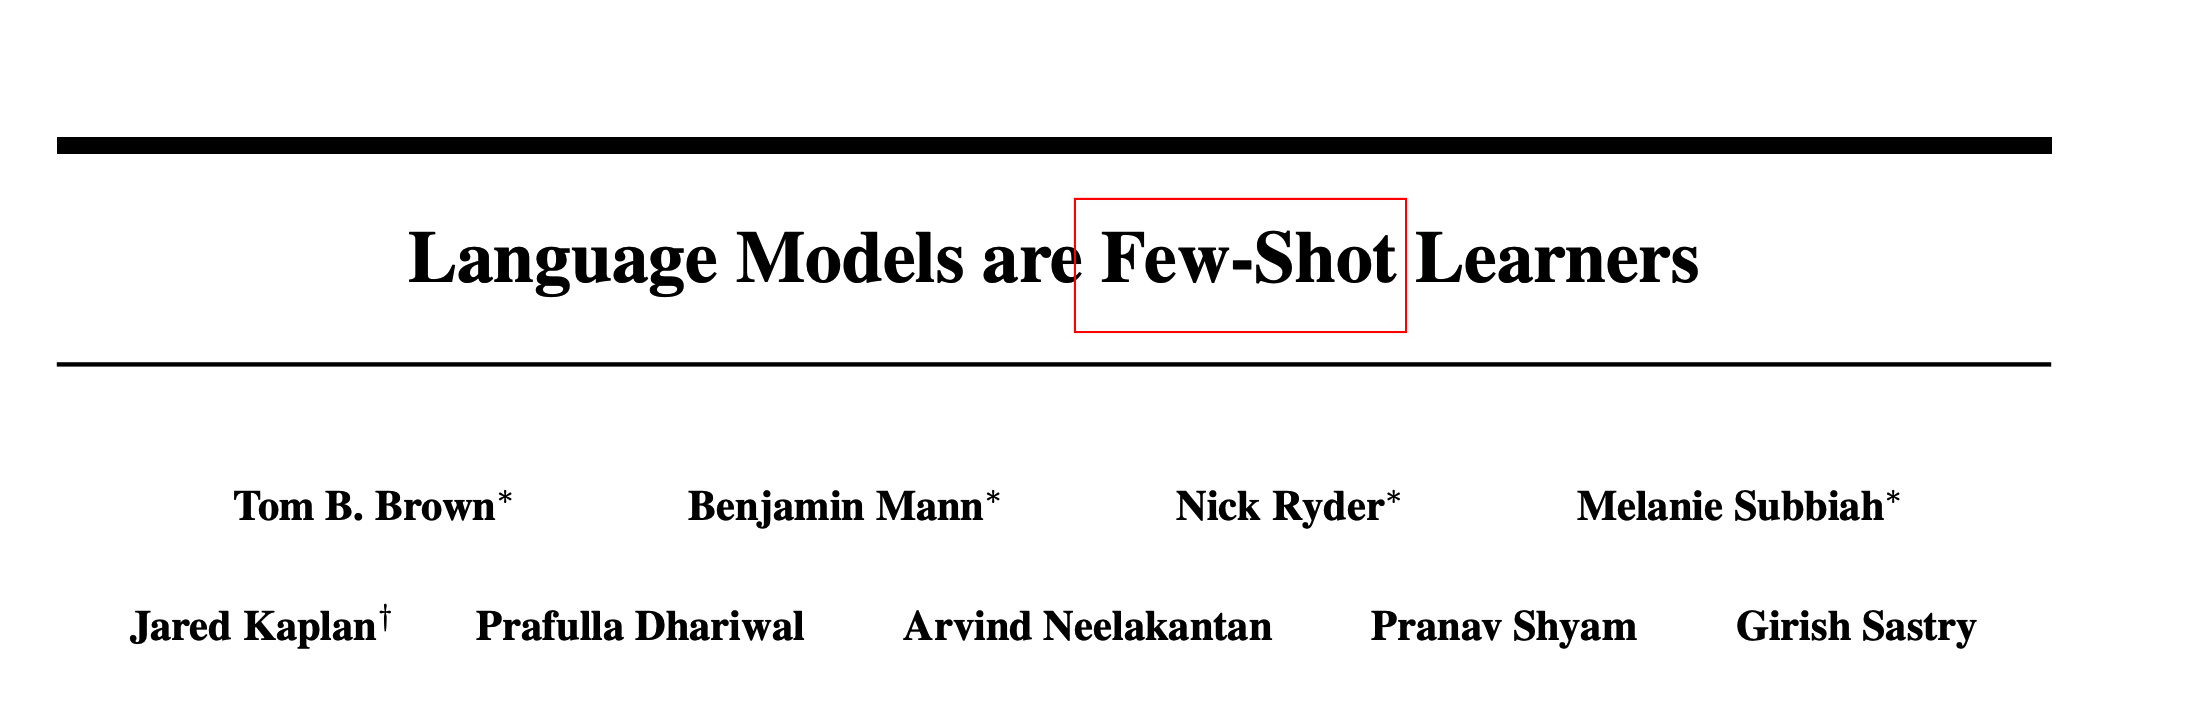 Language Models are Few-Shot Learners
Tom B. Brown* Benjamin Mann* Nick Ryder* Melanie Subbiah*
Jared Kaplan† Prafulla Dhariwal Arvind Neelakantan Pranav Shyam Girish Sastry